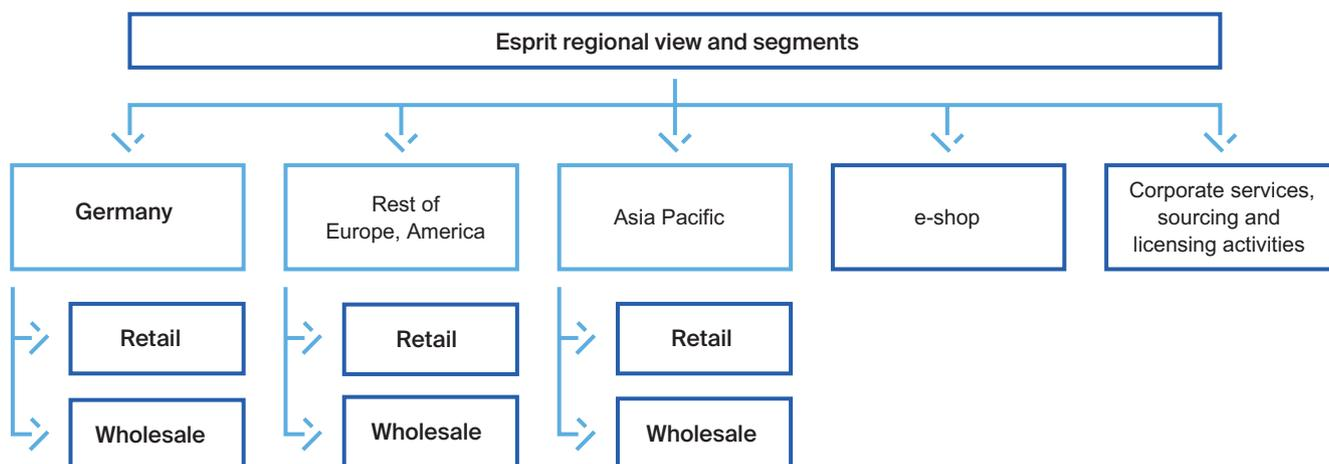 Esprit regional view and segments
Germany
Rest of
Europe, America
Asia Pacific
e-shop
Corporate services,
sourcing and
licensing activities
Retail
Retail
Retail
Wholesale
Wholesale
Wholesale